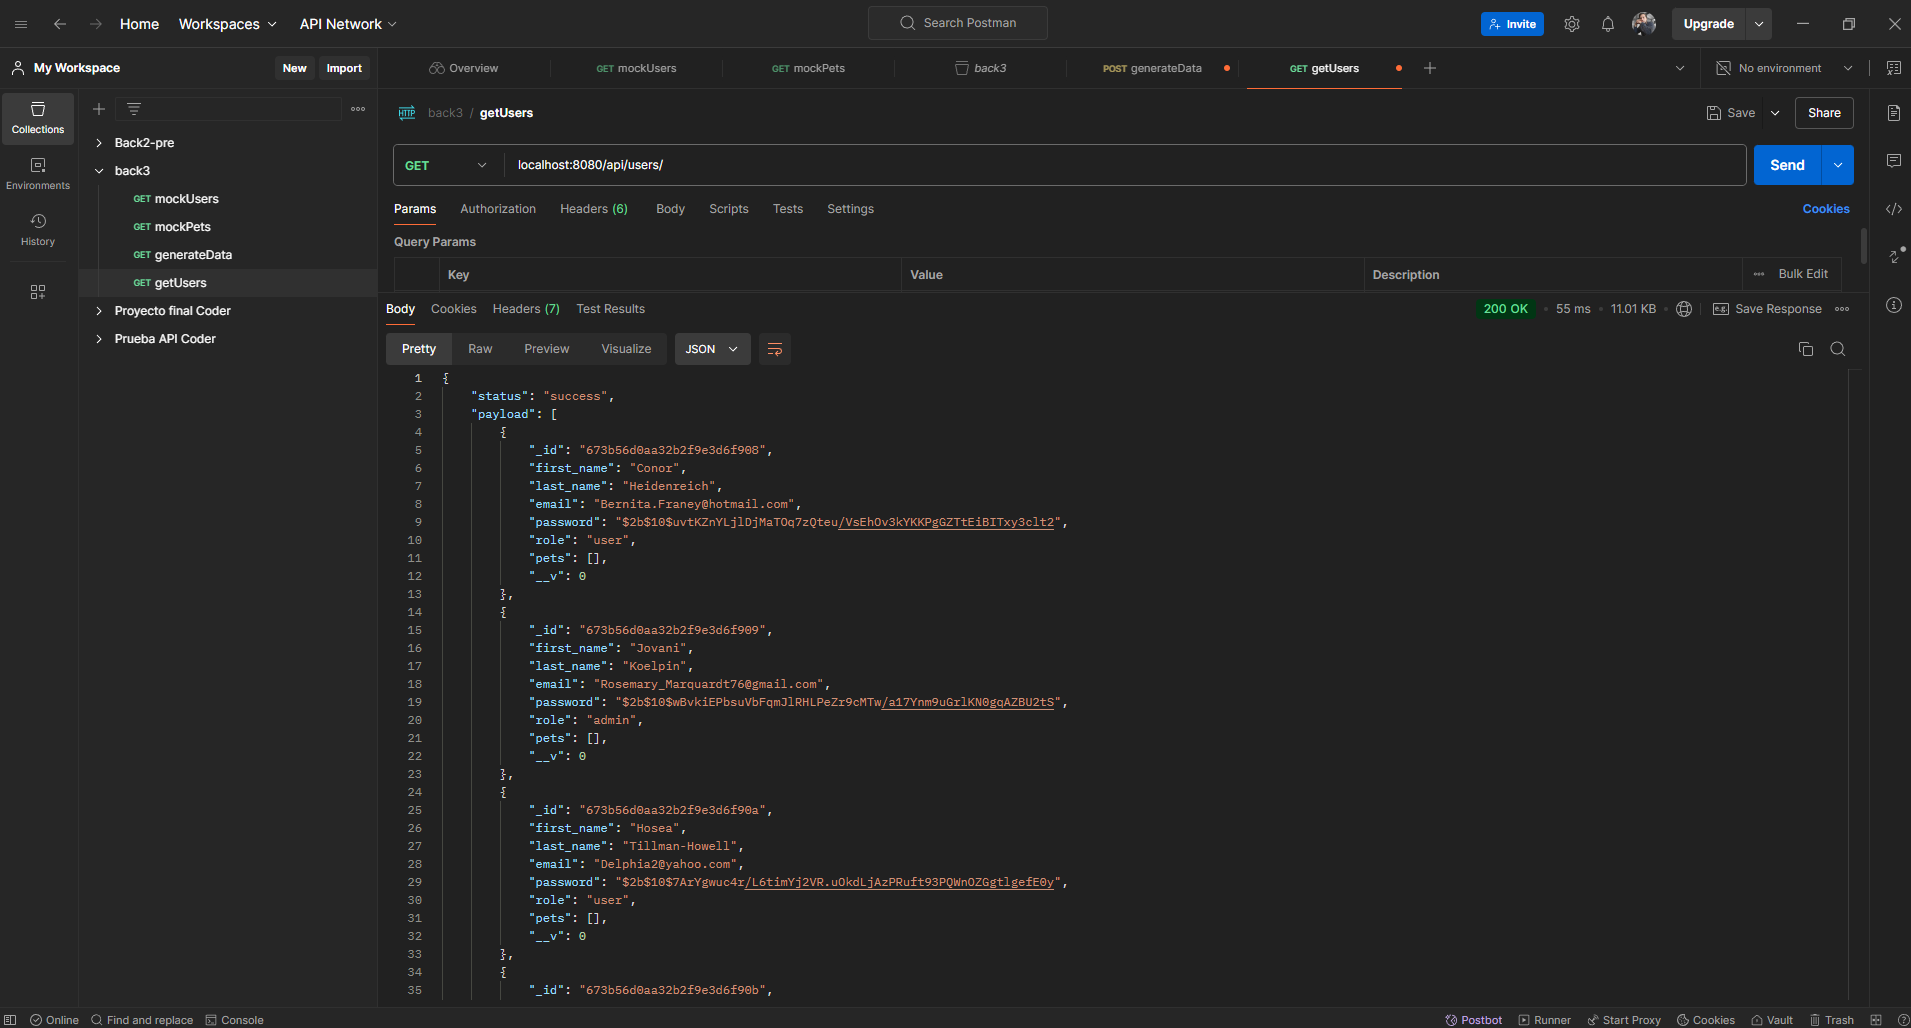 Home Workspaces API Network Search Postman Invite Upgrade
My Workspace New Import Overview GET mockUsers GET mockPets back3 POST generateData GET getUsers No environment
Collections
Environments
History
Back2-pre
back3
GET mockUsers
GET mockPets
GET generateData
GET getUsers
Proyecto final Coder
Prueba API Coder
HTTP back3 / getUsers Save Share
GET localhost:8080/api/users/ Send
Params Authorization Headers (6) Body Scripts Tests Settings Cookies
Query Params
Key Value Description Bulk Edit
Body Cookies Headers (7) Test Results 200 OK 55 ms 11.01 KB e.g. Save Response
Pretty Raw Preview Visualize JSON
1 {
2 "status": "success",
3 "payload": [
4 {
5 "_id": "673b56d0aa32b2f9e3d6f908",
6 "first_name": "Conor",
7 "last_name": "Heidenreich",
8 "email": "Bernita.Franey@hotmail.com",
9 "password": "$2b$10$uvtKZnYLjlDjMaTOq7zQteu/VsEhOv3kYKKPgGZTtEiBITxy3clt2",
10 "role": "user",
11 "pets": [],
12 "__v": 0
13 },
14 {
15 "_id": "673b56d0aa32b2f9e3d6f909",
16 "first_name": "Jovani",
17 "last_name": "Koelpin",
18 "email": "Rosemary_Marquardt76@gmail.com",
19 "password": "$2b$10$wBvkiEPbsuVbFqmJlRHLPeZr9cMTw/a17Ynm9uGrlKN0gqAZBU2tS",
20 "role": "admin",
21 "pets": [],
22 "__v": 0
23 },
24 {
25 "_id": "673b56d0aa32b2f9e3d6f90a",
26 "first_name": "Hosea",
27 "last_name": "Tillman-Howell",
28 "email": "Delphia2@yahoo.com",
29 "password": "$2b$10$7ArYgwuc4r/L6timYj2VR.uOkdLjAzPRuft93PQWnOZGgtlgefE0y",
30 "role": "user",
31 "pets": [],
32 "__v": 0
33 },
34 {
35 "_id": "673b56d0aa32b2f9e3d6f90b",
Online Find and replace Console Postbot Runner Start Proxy Cookies Vault Trash